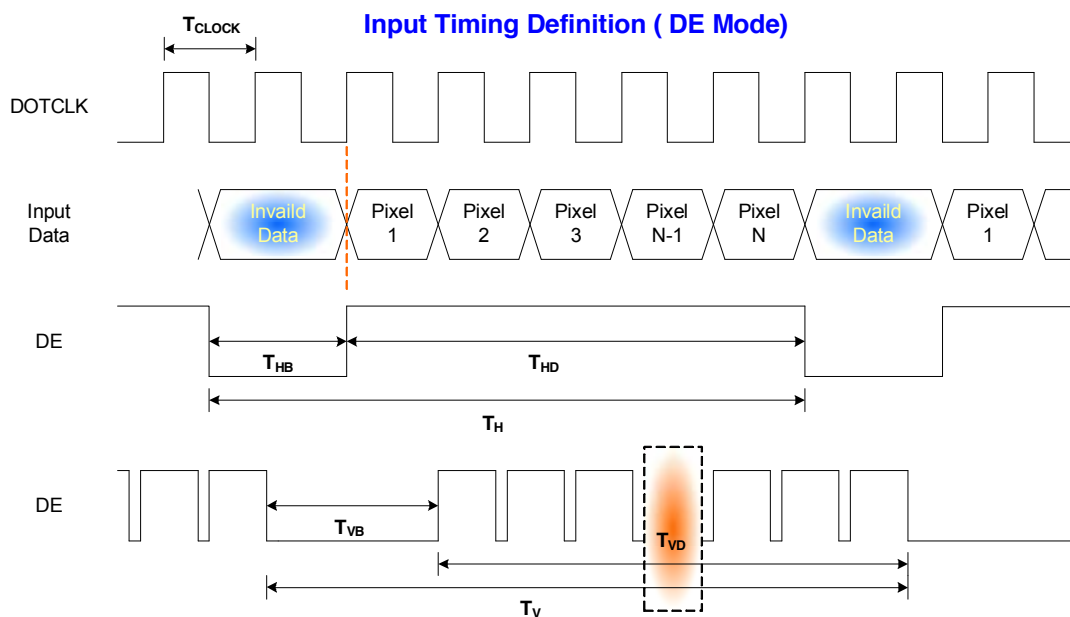 Input Timing Definition ( DE Mode)
TCLOCK
DOTCLK
Input
Data
Invaild
Data
Pixel
1
Pixel
2
Pixel
3
Pixel
N-1
Pixel
N
Invaild
Data
Pixel
1
DE
THB
THD
TH
DE
TVB
TVD
TV